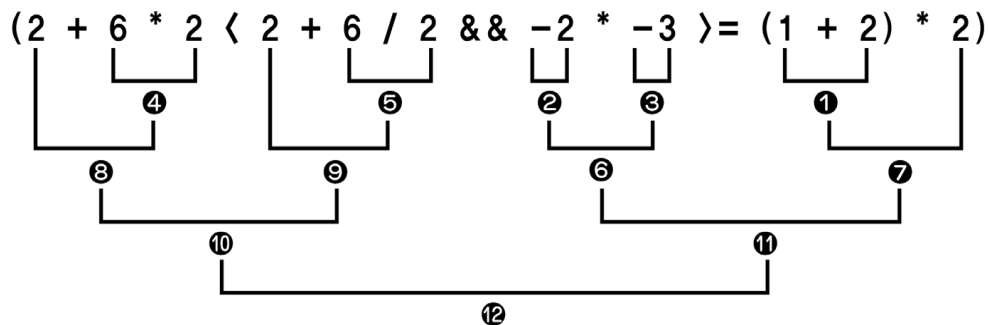 (2 + 6 * 2 < 2 + 6 / 2 && -2 * -3 >= (1 + 2) * 2)
❹ ❺ ❷ ❸ ❶
❽ ❾ ❻ ❼
❿ ⓫
⓬